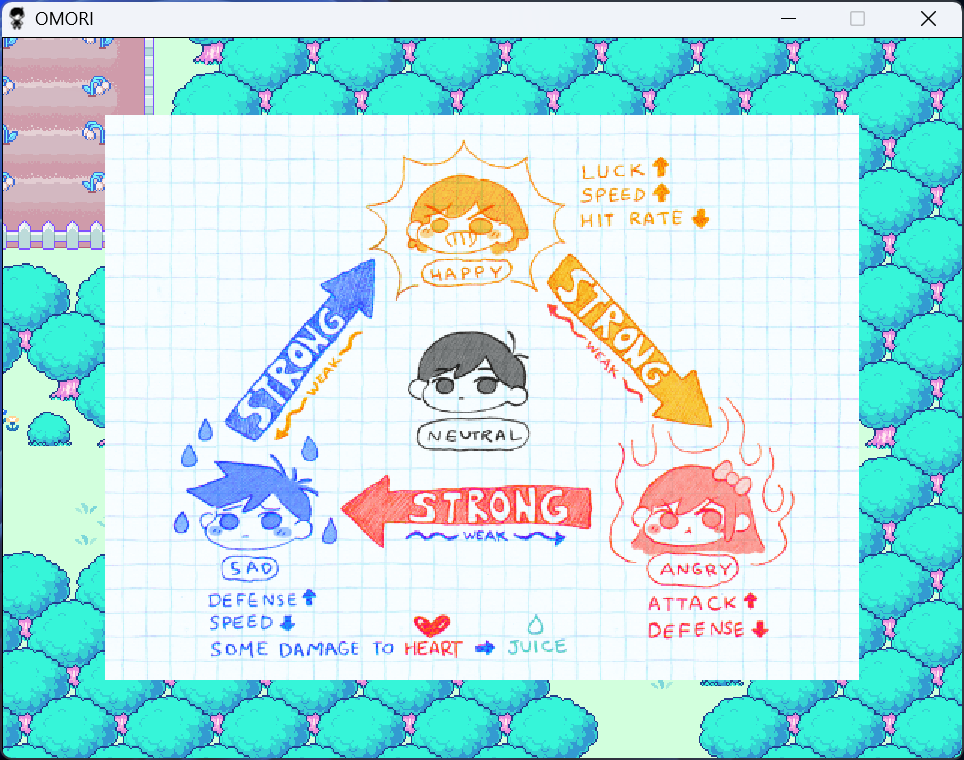 OMORI
LUCK ⬆
SPEED ⬆
HIT RATE ⬇
HAPPY
STRONG
WEAK
STRONG
WEAK
NEUTRAL
STRONG
WEAK
SAD
ANGRY
DEFENSE ⬆
SPEED ⬇
SOME DAMAGE TO HEART ➡ JUICE
ATTACK ⬆
DEFENSE ⬇